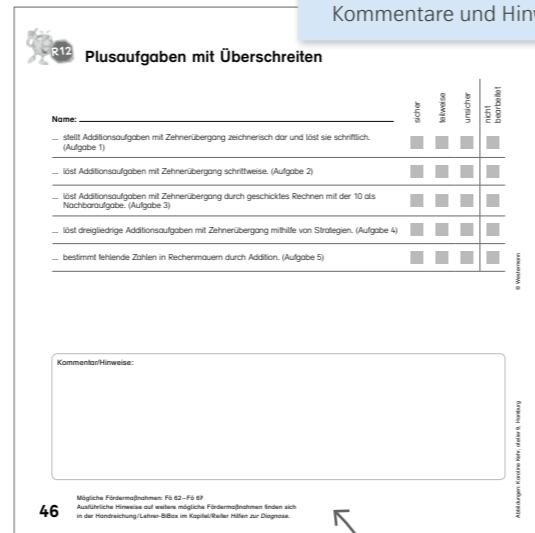 Kommentare und Hinw
R12
Plusaufgaben mit Überschreiten
Name:
sicher
teilweise
unsicher
nicht
bearbeitet
... stellt Additionsaufgaben mit Zehnerübergang zeichnerisch dar und löst sie schriftlich.
(Aufgabe 1)
... löst Additionsaufgaben mit Zehnerübergang schrittweise. (Aufgabe 2)
... löst Additionsaufgaben mit Zehnerübergang durch geschicktes Rechnen mit der 10 als
Nachbaraufgabe. (Aufgabe 3)
... löst dreigliedrige Additionsaufgaben mit Zehnerübergang mithilfe von Strategien. (Aufgabe 4)
... bestimmt fehlende Zahlen in Rechenmauern durch Addition. (Aufgabe 5)
© Westermann
Kommentar/Hinweise:
Abbildungen: Karoline Kehr, atelier 9, Hamburg
Mögliche Fördermaßnahmen: Fö 62–Fö 67
Ausführliche Hinweise auf weitere mögliche Fördermaßnahmen finden sich
46 in der Handreichung/Lehrer-BiBox im Kapitel/Reiter Hilfen zur Diagnose.